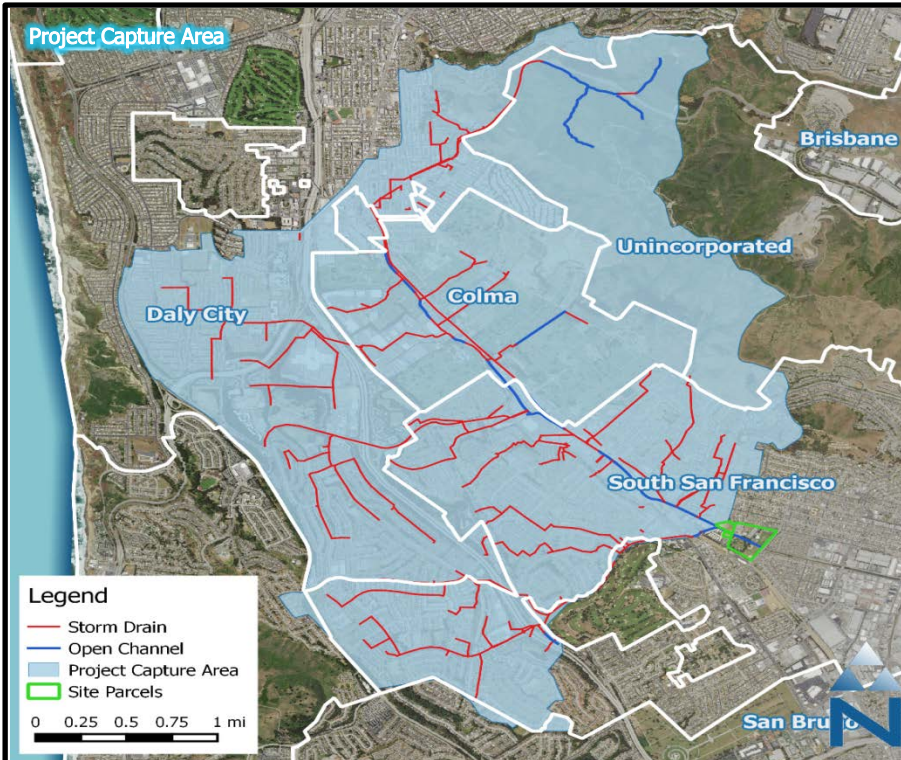 Project Capture Area
Brisbane
Unincorporated
Colma
Daly City
South San Francisco
Legend
Storm Drain
Open Channel
Project Capture Area
Site Parcels
0 0.25 0.5 0.75 1 mi
San Bruno
N